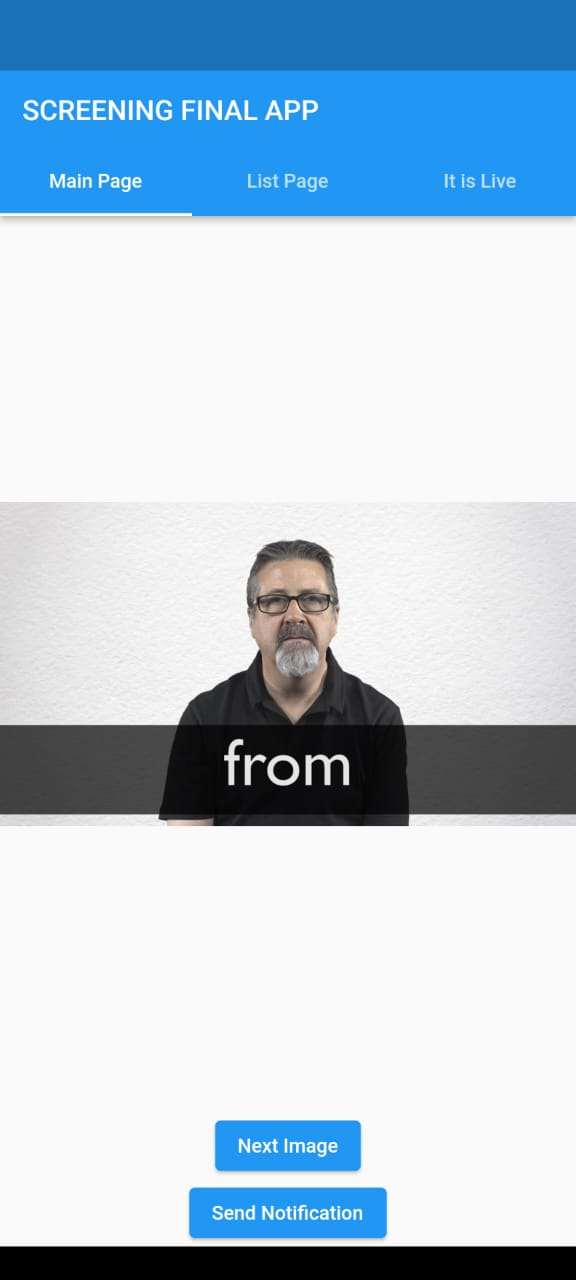 SCREENING FINAL APP
Main Page
List Page
It is Live
from
Next Image
Send Notification